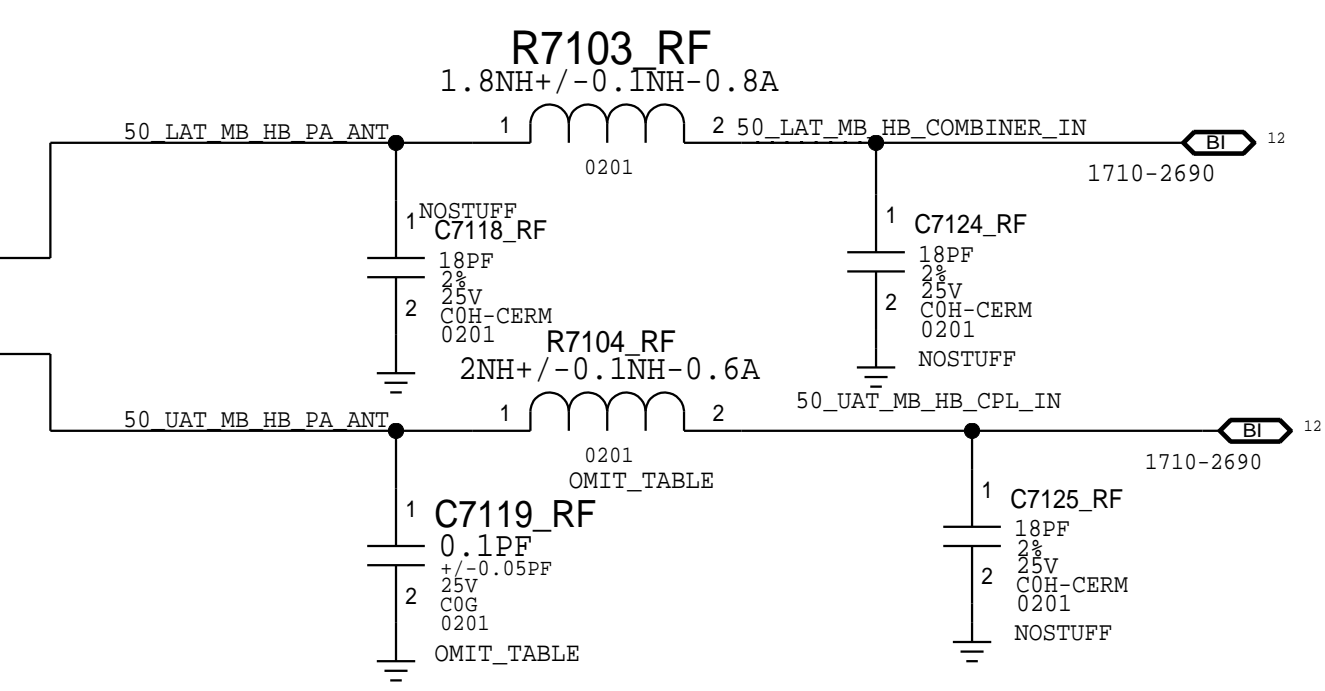 R7103_RF
1.8NH+/-0.1NH-0.8A
50_LAT_MB_HB_PA_ANT
1
2
50_LAT_MB_HB_COMBINER_IN
BI
12
0201
1710-2690
1
NOSTUFF
C7118_RF
18PF
2%
25V
C0H-CERM
0201
2
1
C7124_RF
18PF
2%
25V
C0H-CERM
0201
NOSTUFF
2
R7104_RF
2NH+/-0.1NH-0.6A
50_UAT_MB_HB_PA_ANT
1
2
50_UAT_MB_HB_CPL_IN
BI
12
0201
OMIT_TABLE
1710-2690
1
C7119_RF
0.1PF
+/-0.05PF
25V
C0G
0201
OMIT_TABLE
2
1
C7125_RF
18PF
2%
25V
C0H-CERM
0201
NOSTUFF
2